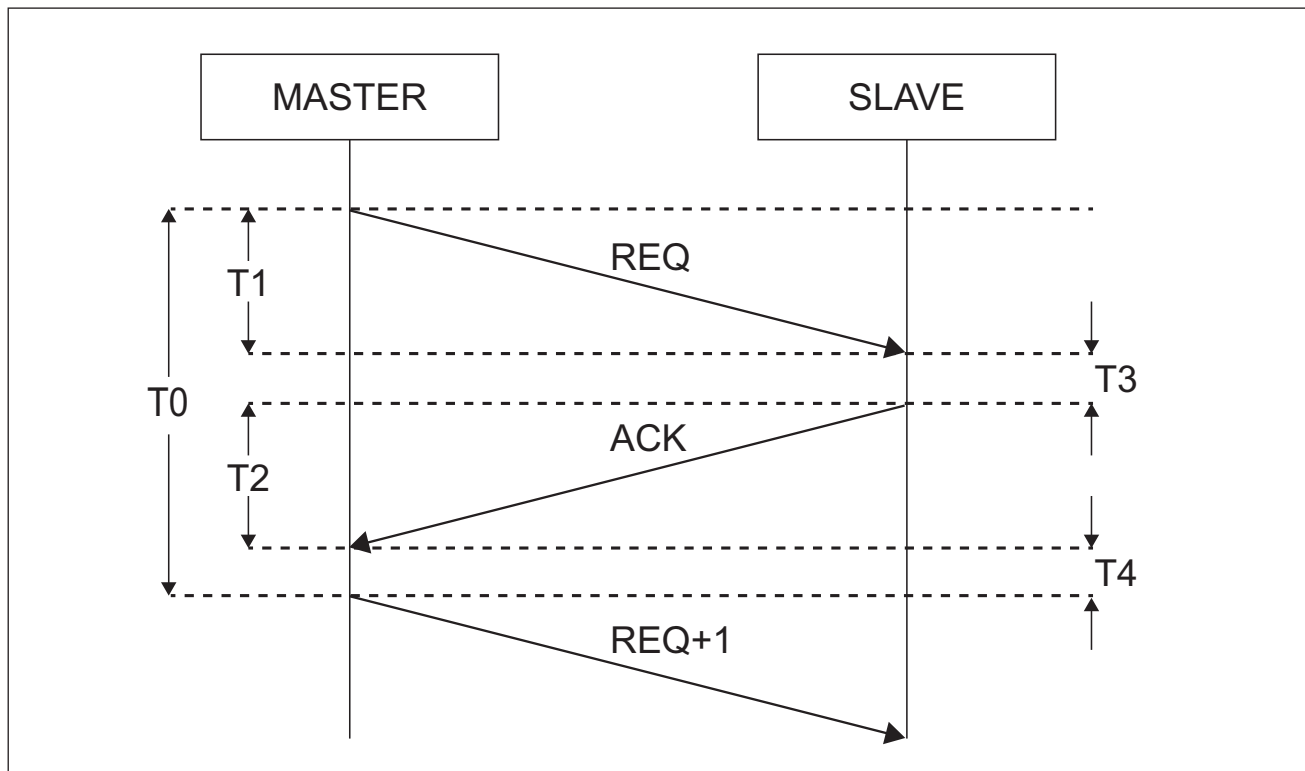 MASTER
SLAVE
REQ
T1
T3
T0
ACK
T2
T4
REQ+1